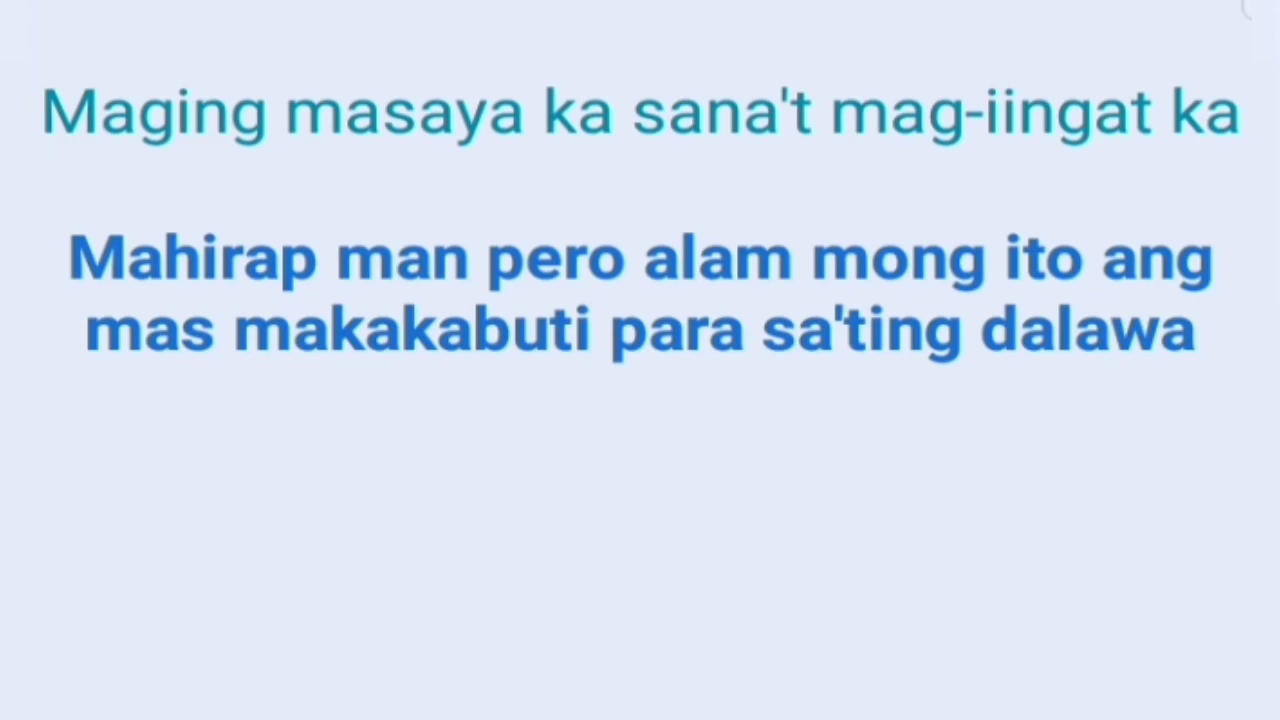 Maging masaya ka sana't mag-iingat ka
Mahirap man pero alam mong ito ang
mas makakabuti para sa'ting dalawa